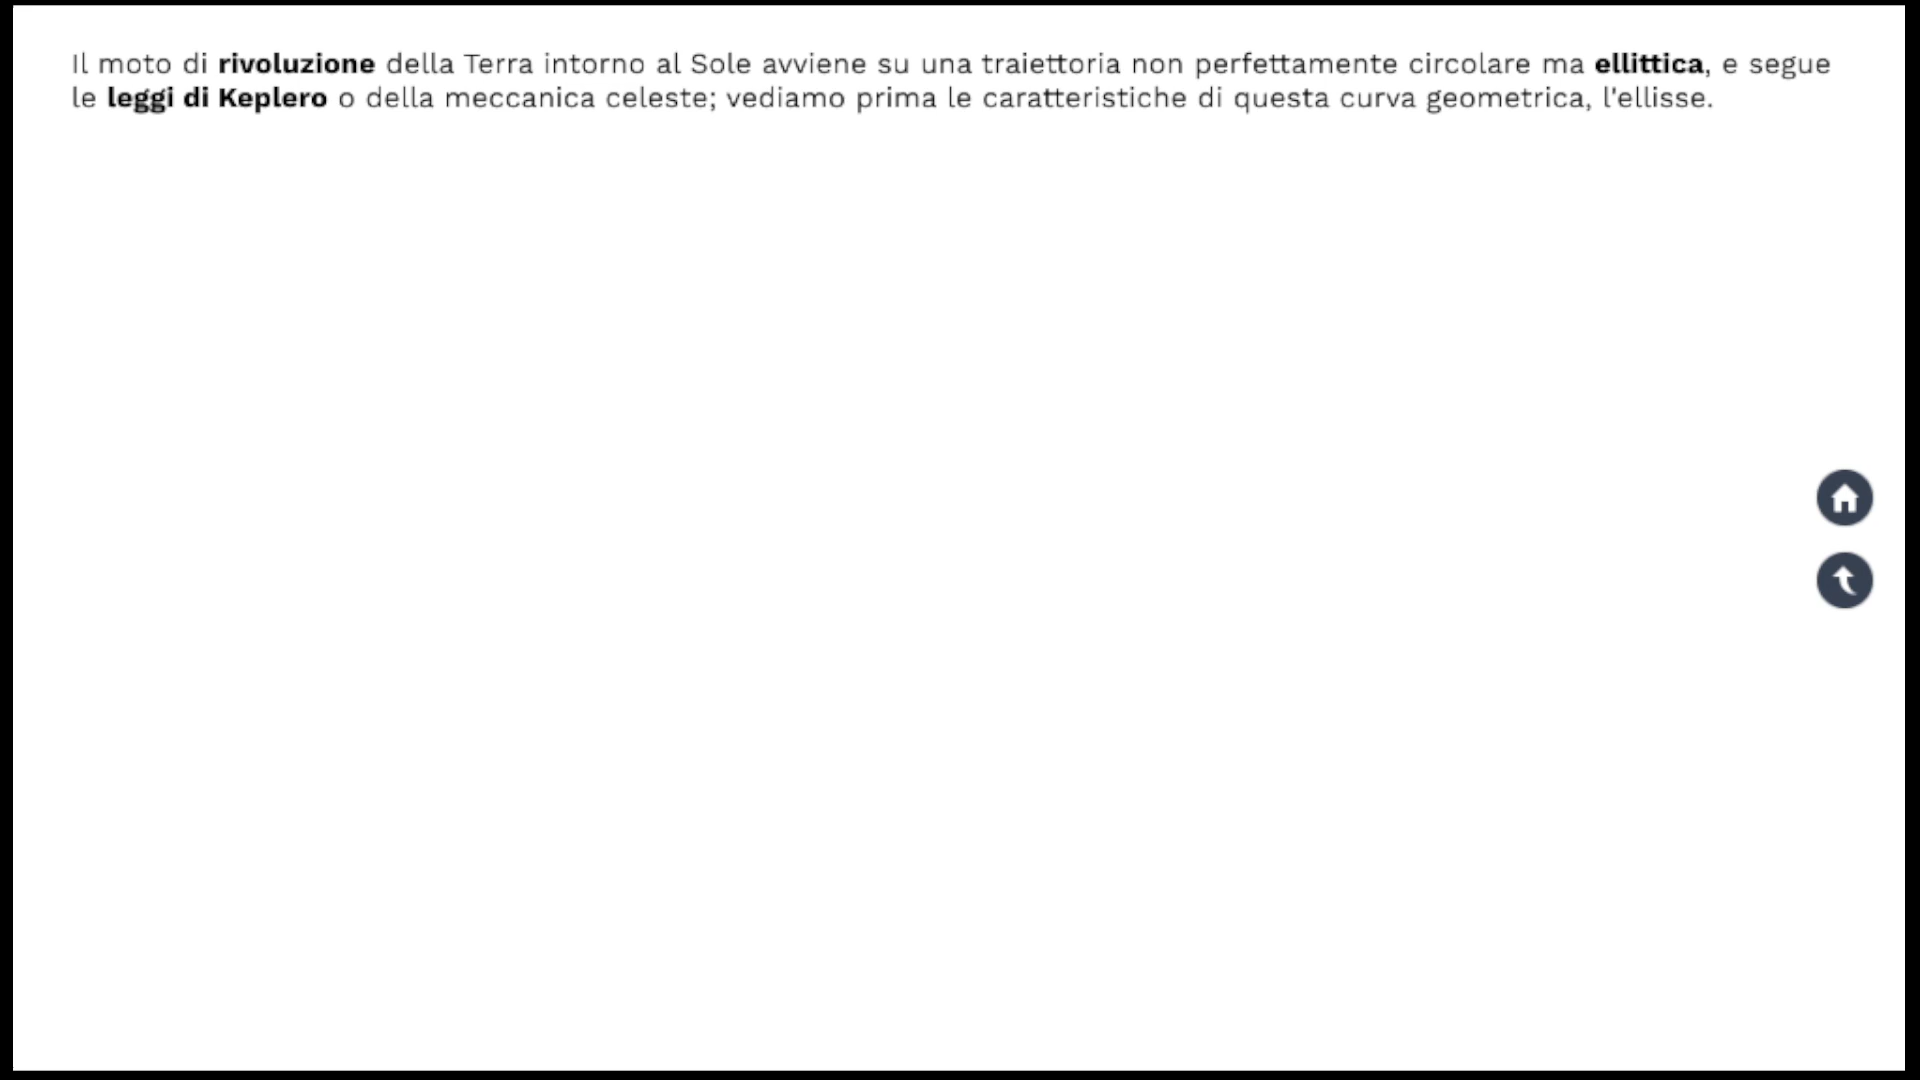 Il moto di rivoluzione della Terra intorno al Sole avviene su una traiettoria non perfettamente circolare ma ellittica, e segue
le leggi di Keplero o della meccanica celeste; vediamo prima le caratteristiche di questa curva geometrica, l'ellisse.